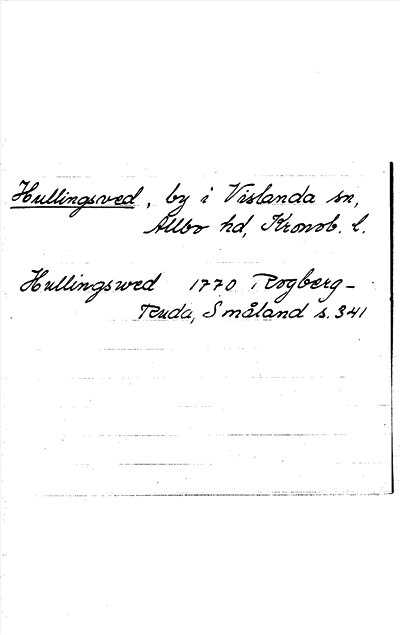 Hullingsved, by i Vislanda sn,
Allbo hd, Kronob. l.
Hullingswed 1770 Rogberg-
Ruda, Småland s. 341